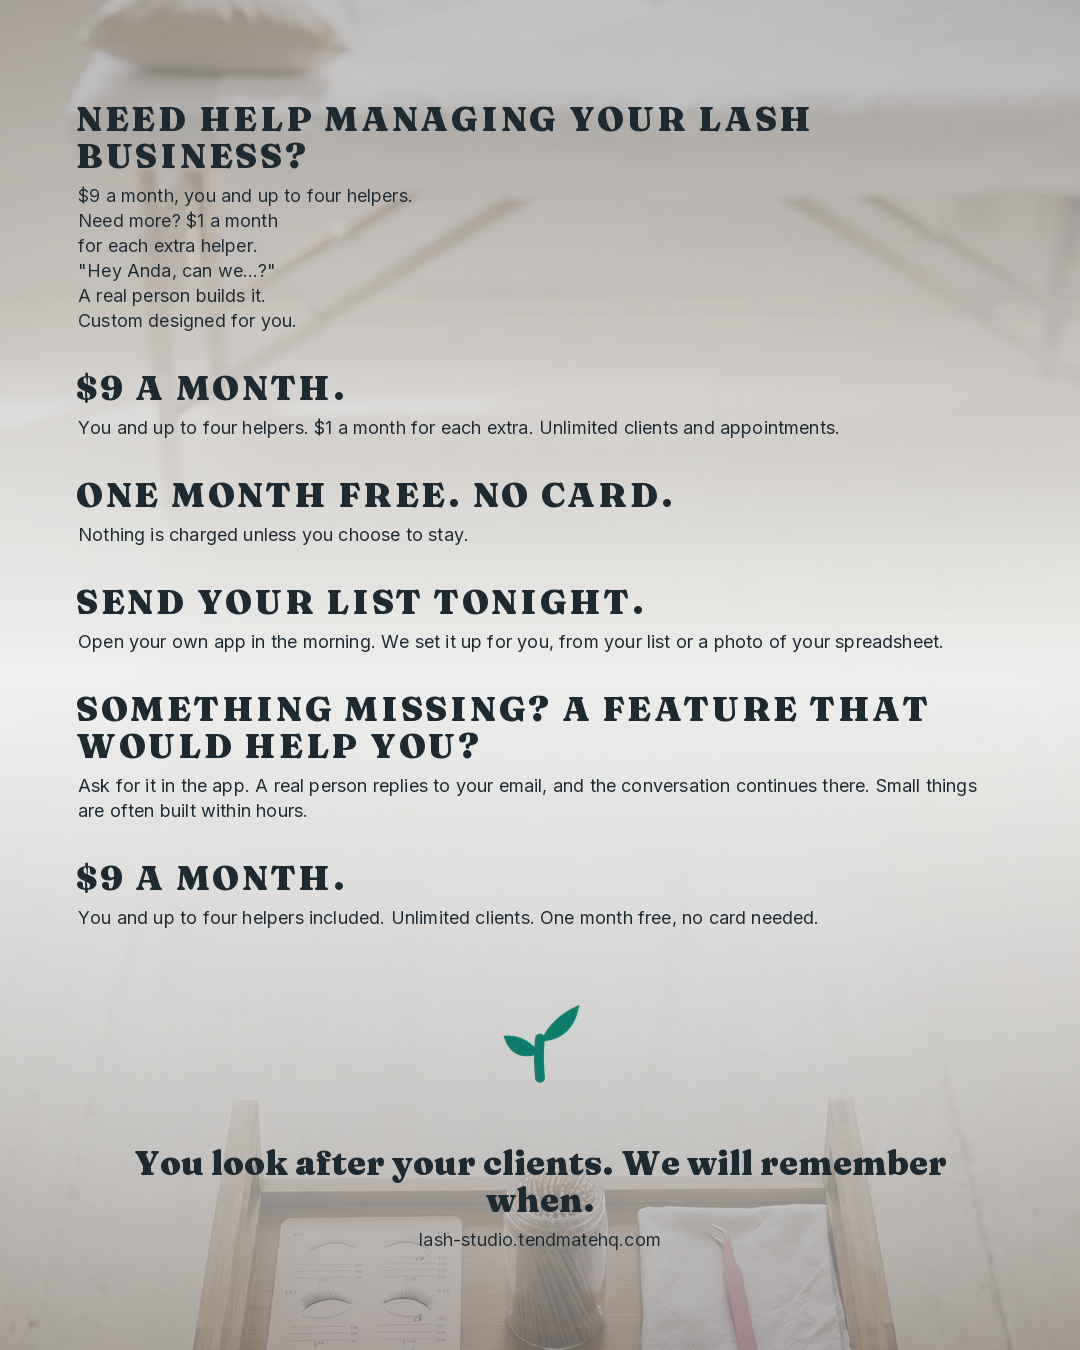 NEED HELP MANAGING YOUR LASH
BUSINESS?
$9 a month, you and up to four helpers.
Need more? $1 a month
for each extra helper.
"Hey Anda, can we...?"
A real person builds it.
Custom designed for you.
$9 A MONTH.
You and up to four helpers. $1 a month for each extra. Unlimited clients and appointments.
ONE MONTH FREE. NO CARD.
Nothing is charged unless you choose to stay.
SEND YOUR LIST TONIGHT.
Open your own app in the morning. We set it up for you, from your list or a photo of your spreadsheet.
SOMETHING MISSING? A FEATURE THAT
WOULD HELP YOU?
Ask for it in the app. A real person replies to your email, and the conversation continues there. Small things
are often built within hours.
$9 A MONTH.
You and up to four helpers included. Unlimited clients. One month free, no card needed.
You look after your clients. We will remember
when.
lash-studio.tendmatehq.com